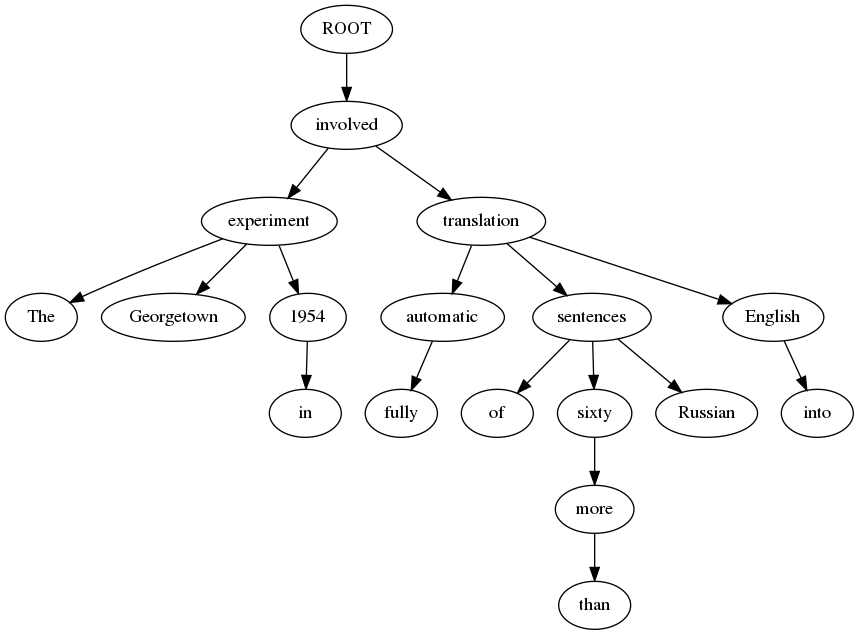 ROOT
involved
experiment translation
The Georgetown 1954 automatic sentences English
in fully of sixty Russian into
more
than